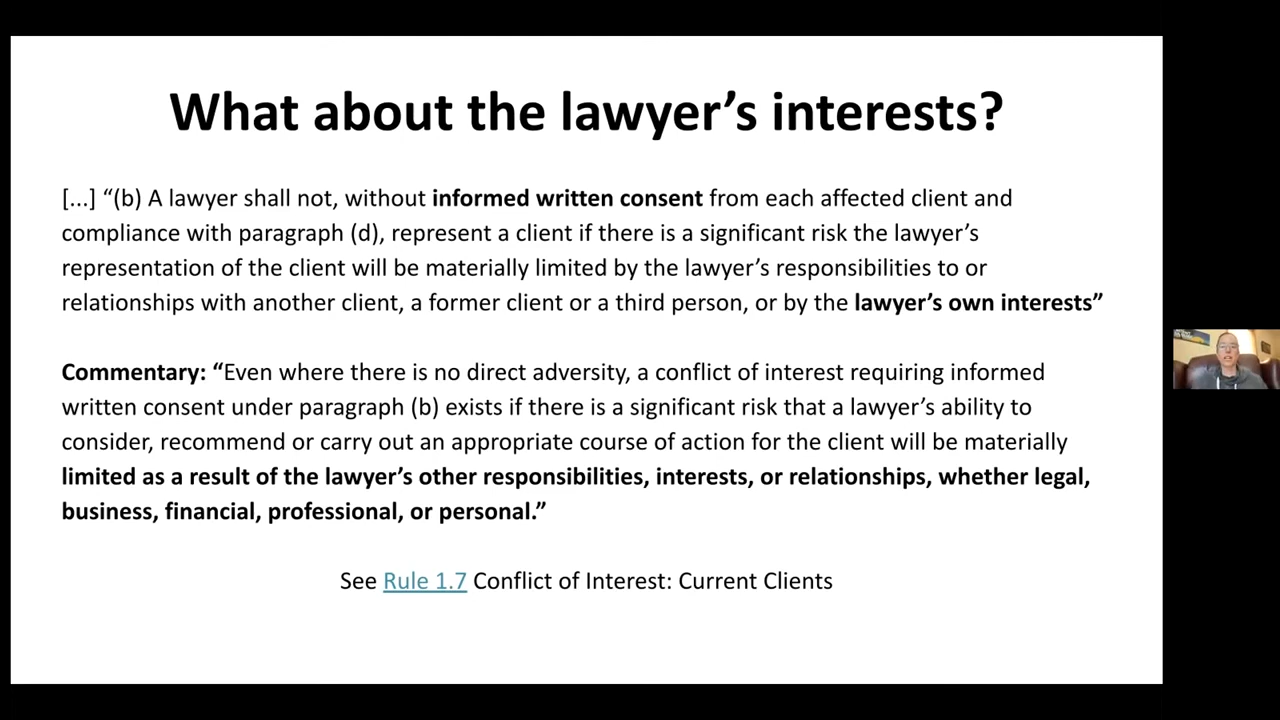 What about the lawyer’s interests?
[...] “(b) A lawyer shall not, without informed written consent from each affected client and
compliance with paragraph (d), represent a client if there is a significant risk the lawyer’s
representation of the client will be materially limited by the lawyer’s responsibilities to or
relationships with another client, a former client or a third person, or by the lawyer’s own interests”
Commentary: “Even where there is no direct adversity, a conflict of interest requiring informed
written consent under paragraph (b) exists if there is a significant risk that a lawyer’s ability to
consider, recommend or carry out an appropriate course of action for the client will be materially
limited as a result of the lawyer’s other responsibilities, interests, or relationships, whether legal,
business, financial, professional, or personal.”
See Rule 1.7 Conflict of Interest: Current Clients